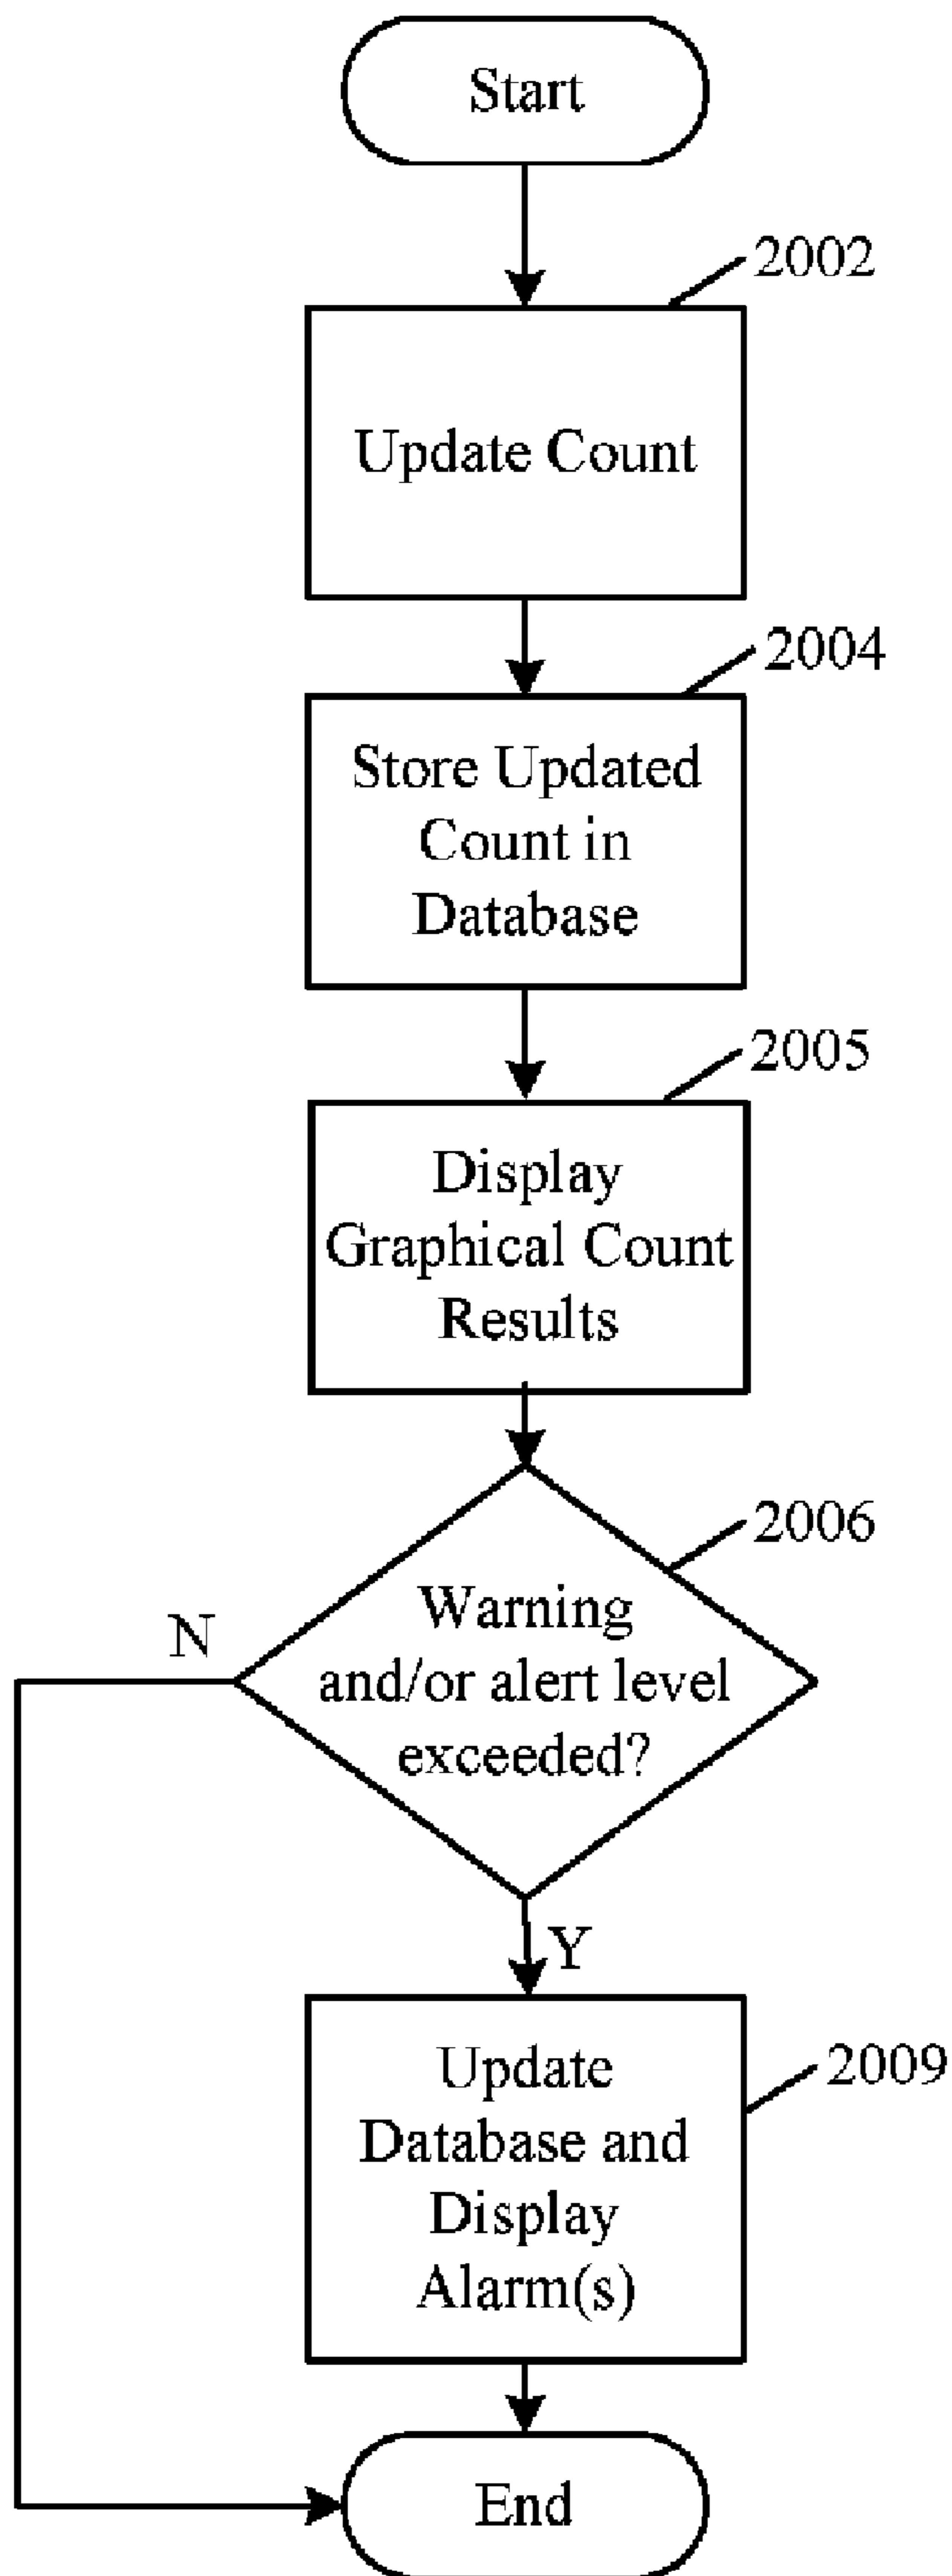 Start
2002
Update Count
2004
Store Updated
Count in
Database
2005
Display
Graphical Count
Results
2006
Warning
and/or alert level
exceeded?
N
Y
2009
Update
Database and
Display
Alarm(s)
End